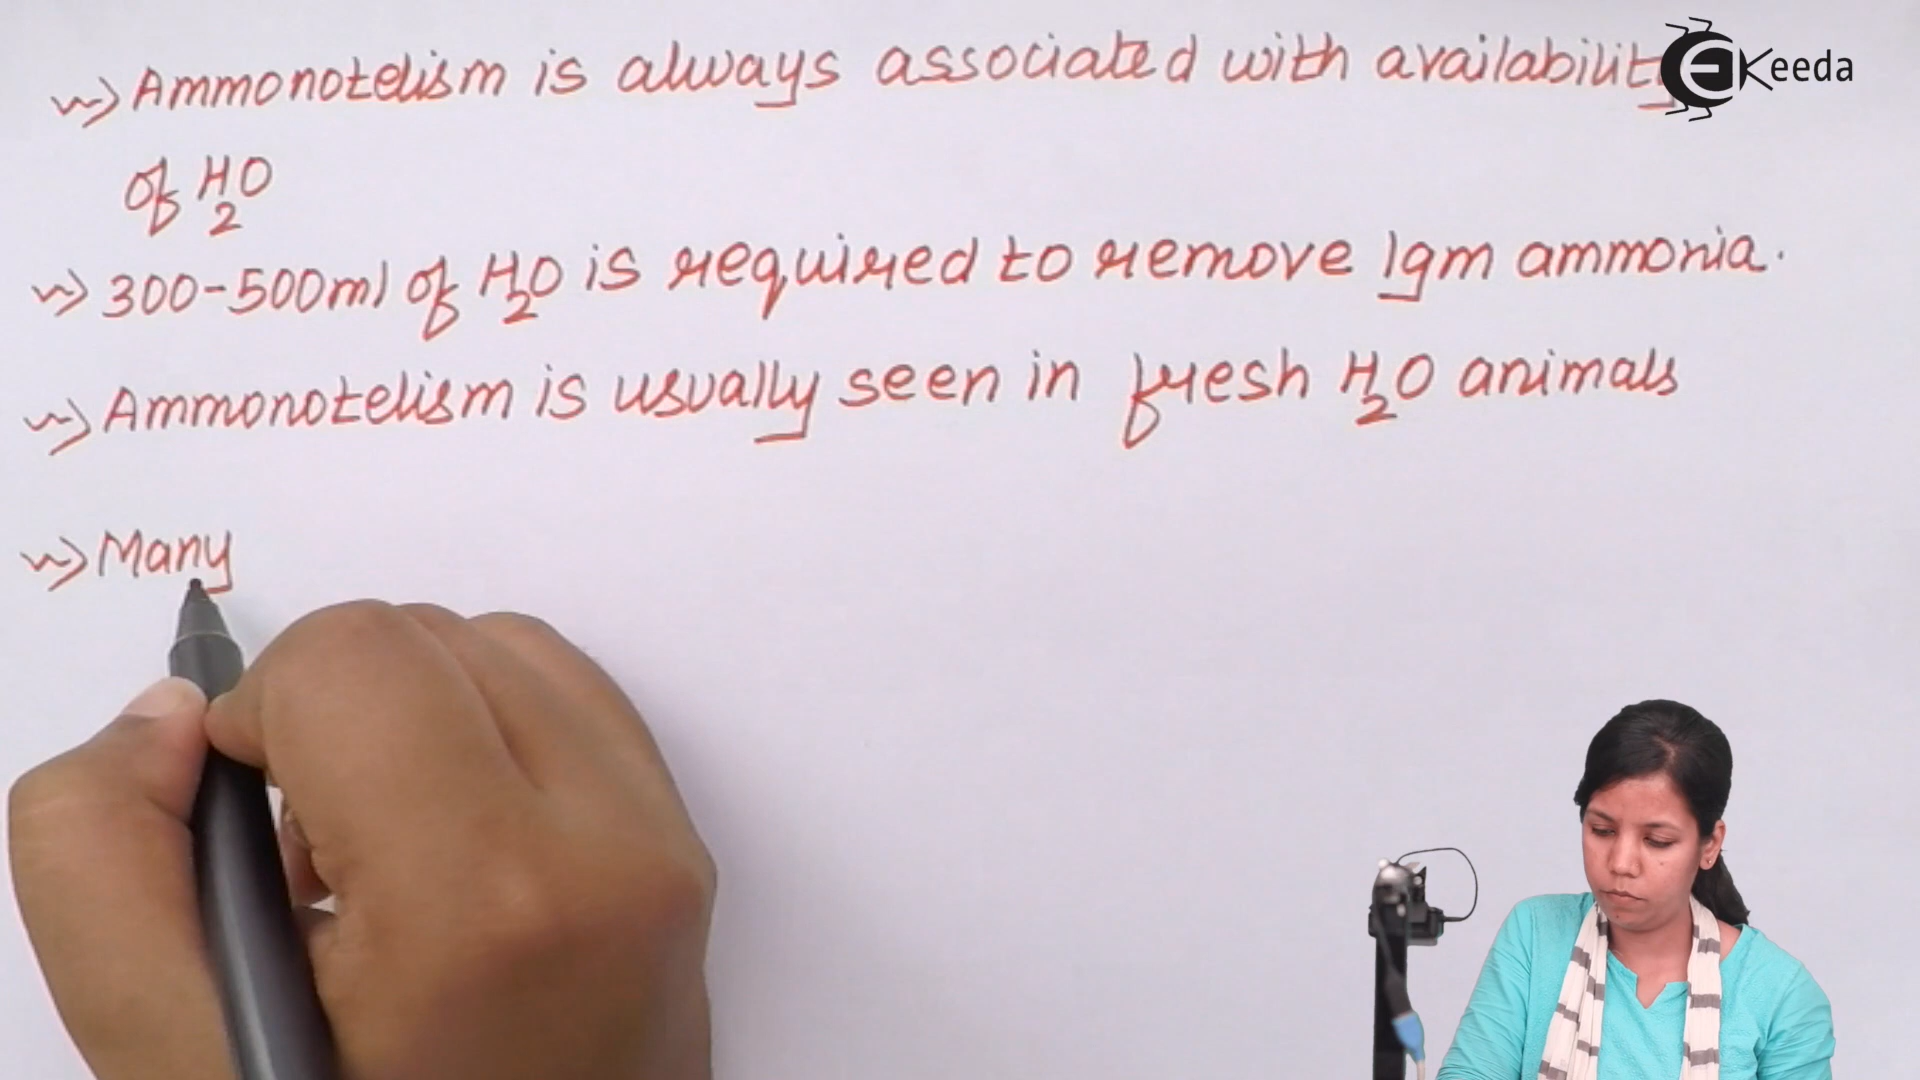 Ammonotelism is always associated with availability
of H2O
300-500ml of H2O is required to remove 1gm ammonia.
Ammonotelism is usually seen in fresh H2O animals
Many
EKeeda